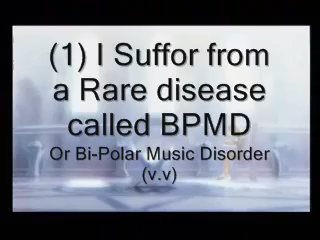 (1) I Suffor from
a Rare disease
called BPMD
Or Bi-Polar Music Disorder
(v.v)